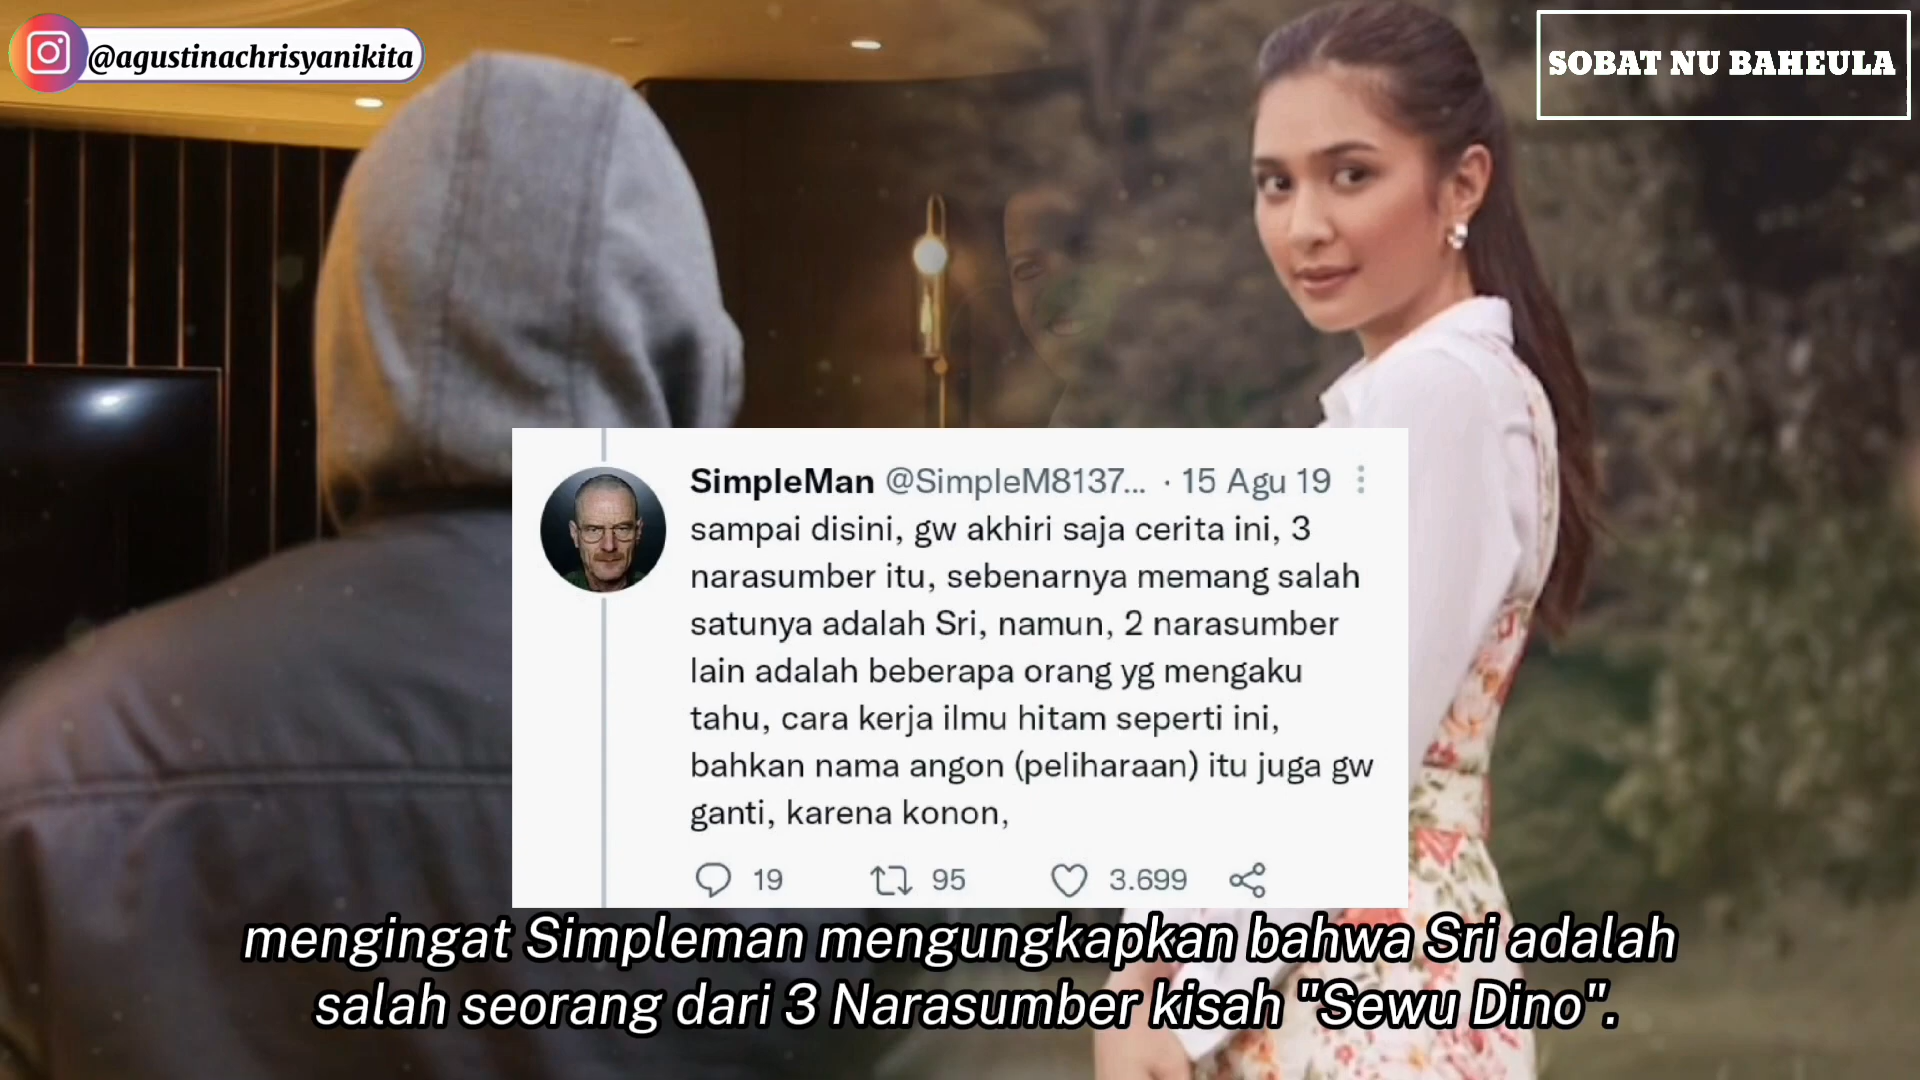 @agustinachrisyanikita
SOBAT NU BAHEULA
SimpleMan @SimpleM8137... · 15 Agu 19
sampai disini, gw akhiri saja cerita ini, 3
narasumber itu, sebenarnya memang salah
satunya adalah Sri, namun, 2 narasumber
lain adalah beberapa orang yg mengaku
tahu, cara kerja ilmu hitam seperti ini,
bahkan nama angon (peliharaan) itu juga gw
ganti, karena konon,
19 95 3.699
mengingat Simpleman mengungkapkan bahwa Sri adalah
salah seorang dari 3 Narasumber kisah "Sewu Dino".